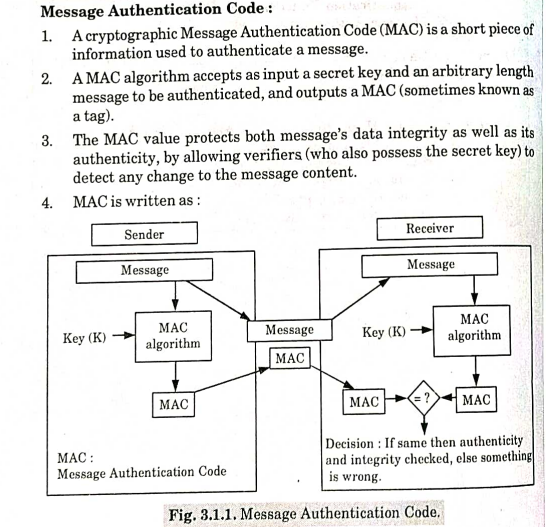 Message Authentication Code :
1. A cryptographic Message Authentication Code (MAC) is a short piece of
information used to authenticate a message.
2. A MAC algorithm accepts as input a secret key and an arbitrary length
message to be authenticated, and outputs a MAC (sometimes known as
a tag).
3. The MAC value protects both message's data integrity as well as its
authenticity, by allowing verifiers (who also possess the secret key) to
detect any change to the message content.
4. MAC is written as :
Sender
Message
Key (K)
MAC
algorithm
MAC
MAC :
Message Authentication Code
Message
MAC
Receiver
Message
Key (K)
MAC
algorithm
MAC
= ?
MAC
Decision : If same then authenticity
and integrity checked, else something
is wrong.
Fig. 3.1.1. Message Authentication Code.